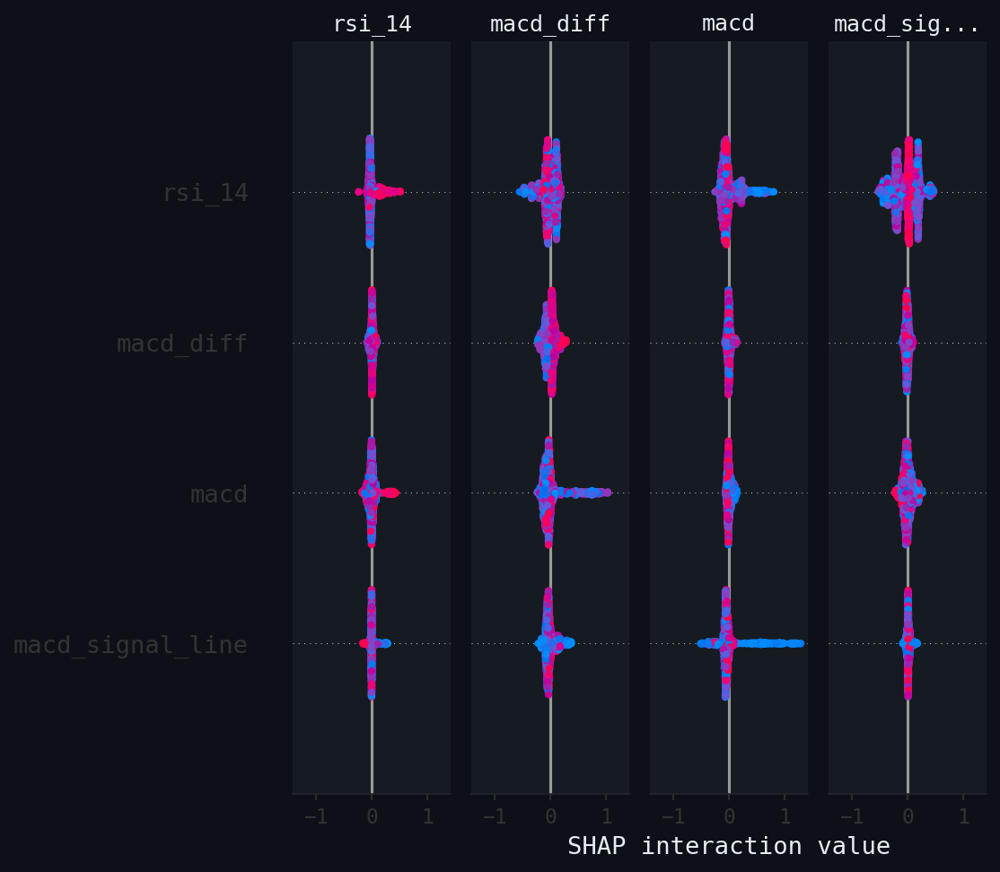 rsi_14 macd_diff macd macd_sig...
rsi_14
macd_diff
macd
macd_signal_line
−1 0 1 −1 0 1 −1 0 1 −1 0 1
SHAP interaction value